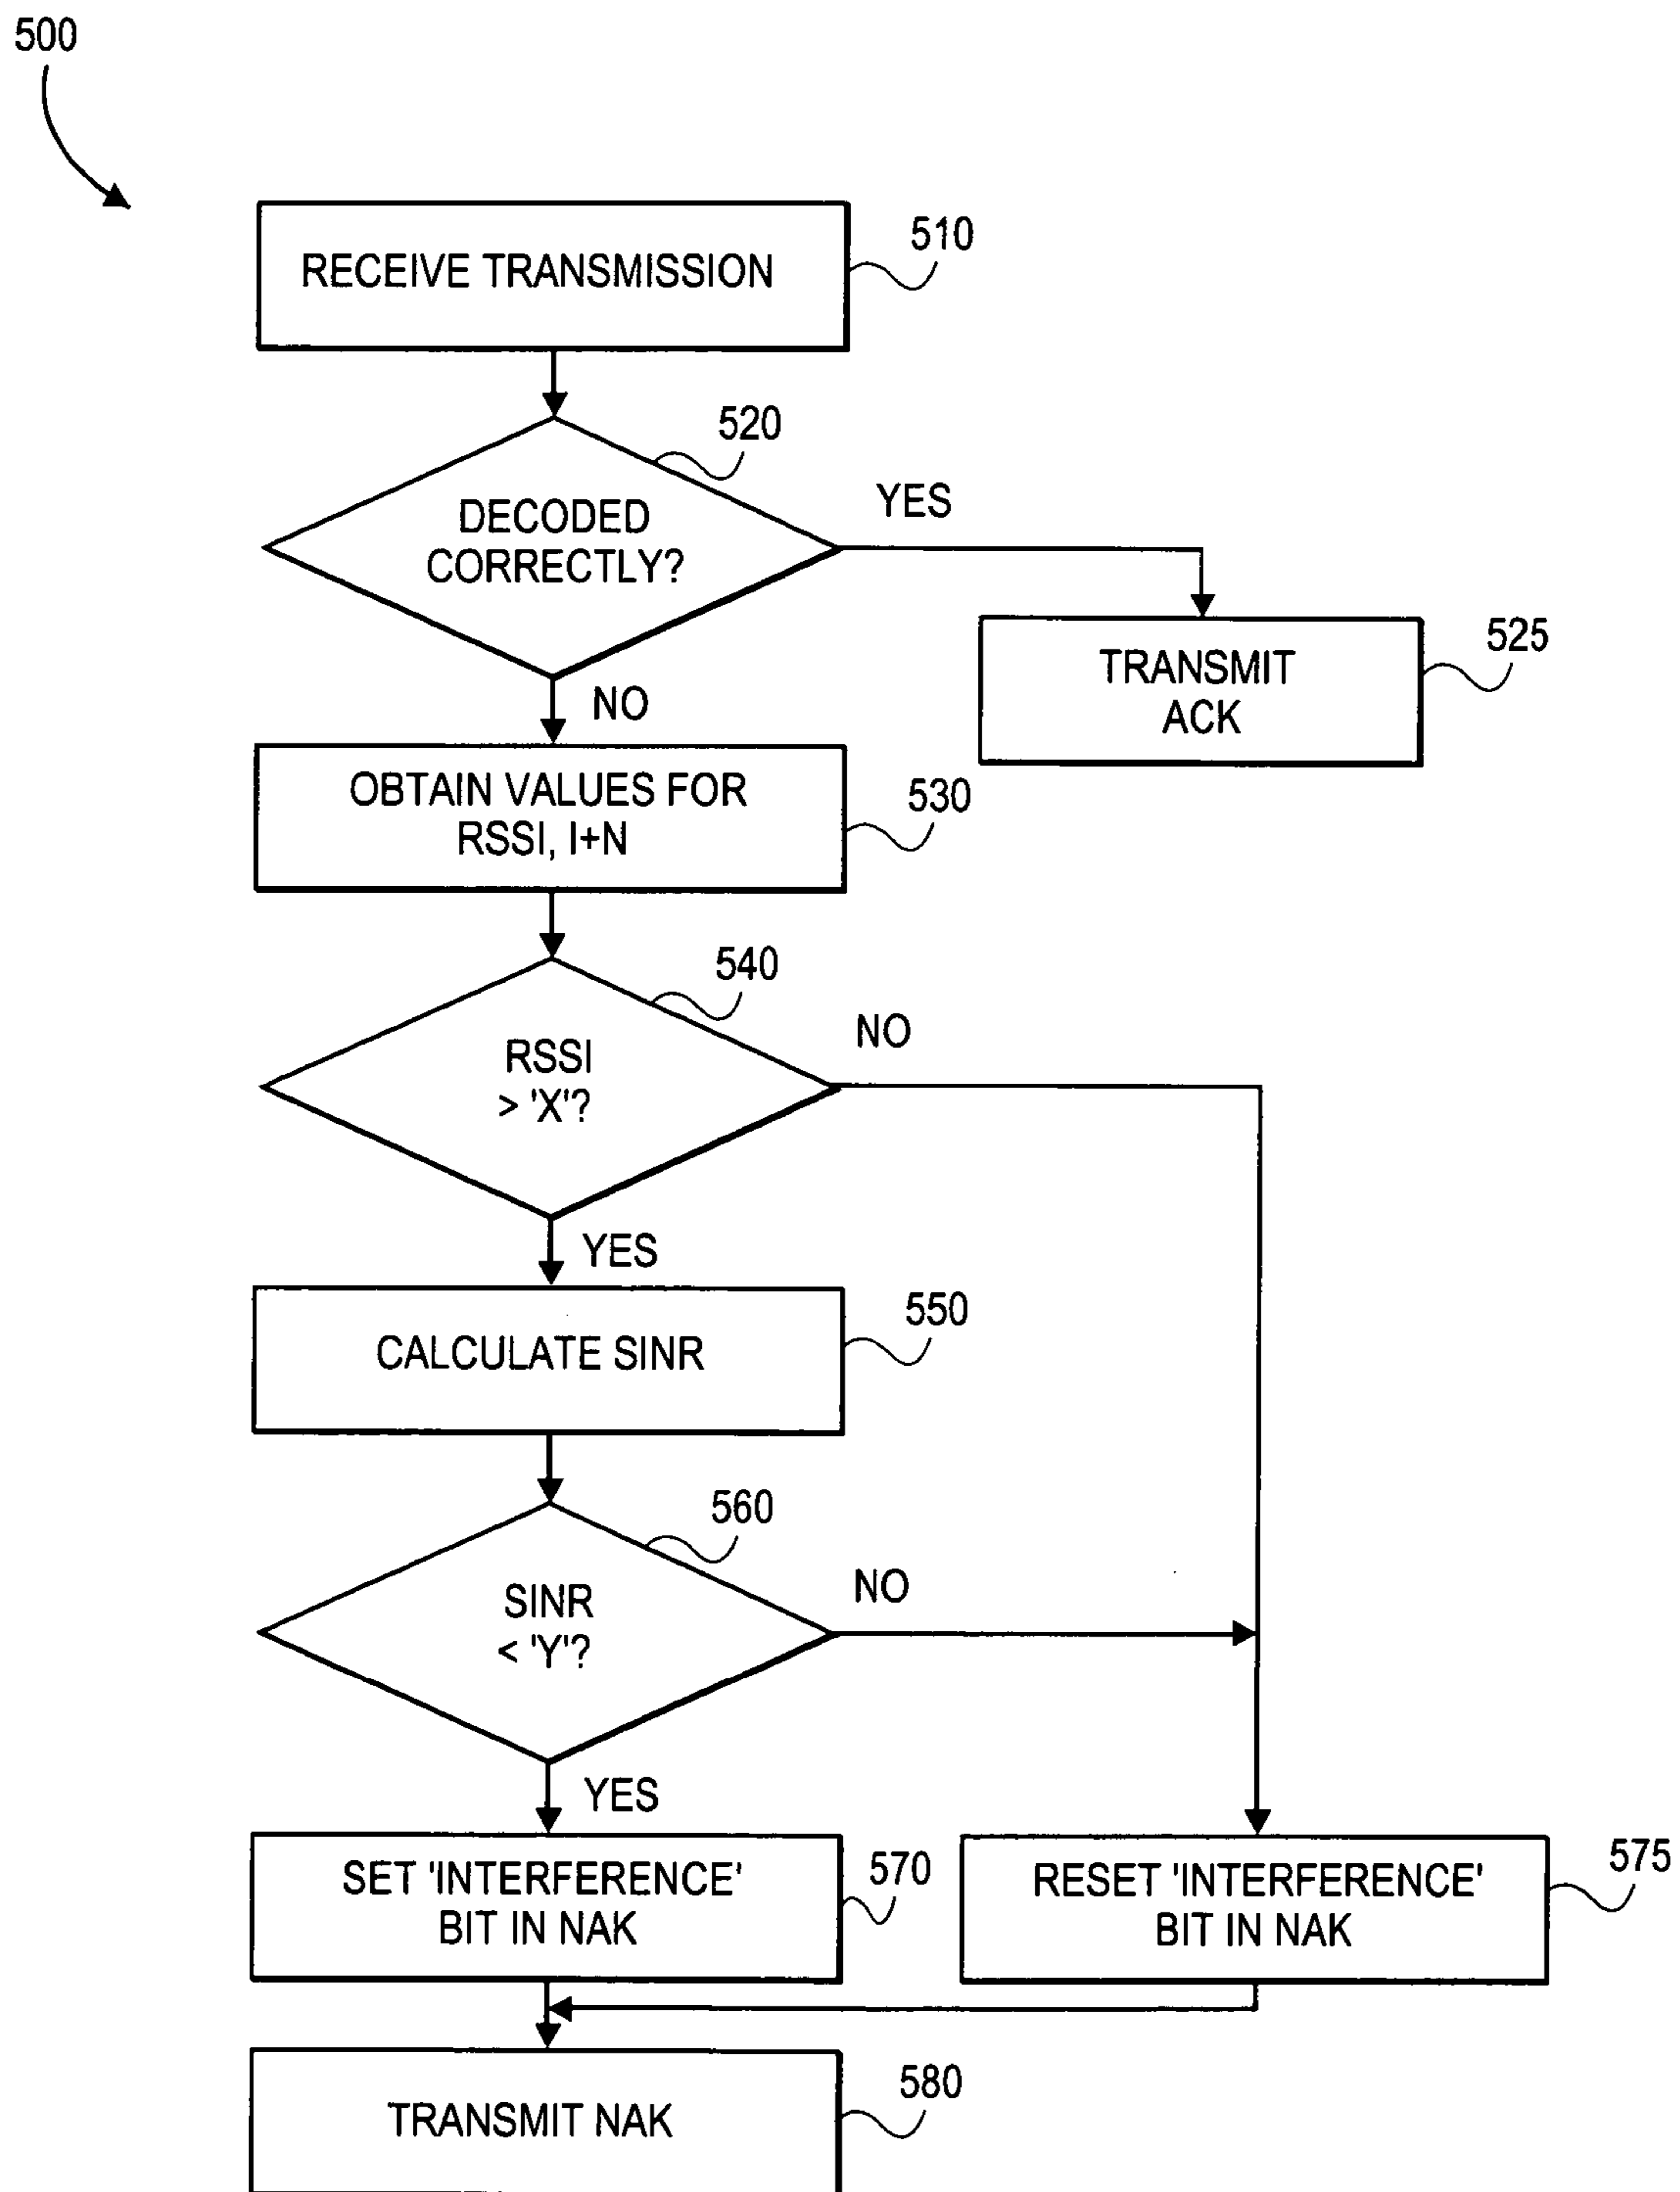 500
RECEIVE TRANSMISSION
510
520
DECODED
CORRECTLY?
YES
NO
TRANSMIT
ACK
525
OBTAIN VALUES FOR
RSSI, I+N
530
540
RSSI
> 'X'?
NO
YES
CALCULATE SINR
550
560
SINR
< 'Y'?
NO
YES
SET 'INTERFERENCE'
BIT IN NAK
570
RESET 'INTERFERENCE'
BIT IN NAK
575
TRANSMIT NAK
580